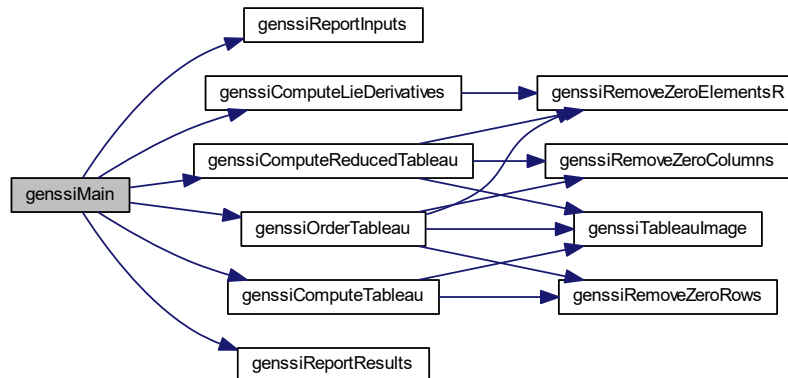 genssiReportInputs
genssiComputeLieDerivatives
genssiRemoveZeroElementsR
genssiComputeReducedTableau
genssiRemoveZeroColumns
genssiMain
genssiOrderTableau
genssiTableauImage
genssiComputeTableau
genssiRemoveZeroRows
genssiReportResults